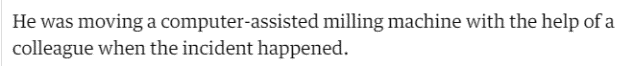 He was moving a computer-assisted milling machine with the help of a
colleague when the incident happened.